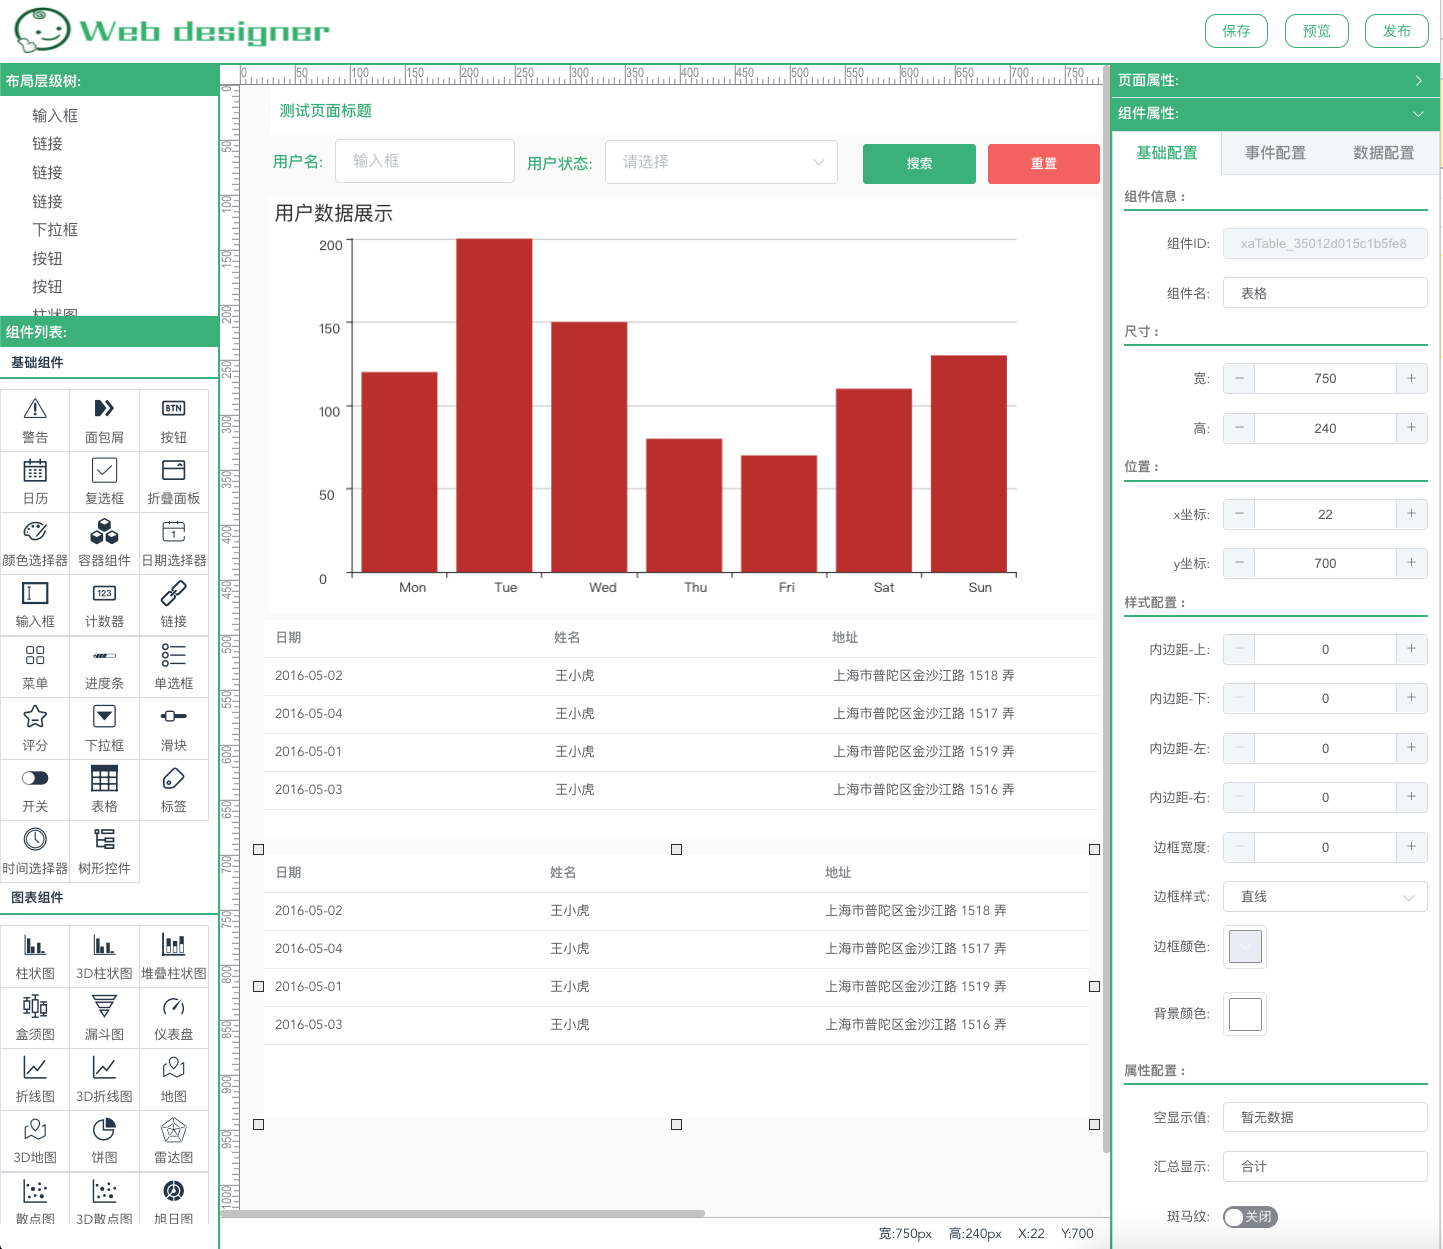 Web designer
保存 预览 发布
布局层级树:
输入框
链接
链接
链接
下拉框
按钮
按钮
柱状图
组件列表:
基础组件
警告 面包屑 按钮
日历 复选框 折叠面板
颜色选择器 容器组件 日期选择器
输入框 计数器 链接
菜单 进度条 单选框
评分 下拉框 滑块
开关 表格 标签
时间选择器 树形控件
图表组件
柱状图 3D柱状图 堆叠柱状图
盒须图 漏斗图 仪表盘
折线图 3D折线图 地图
3D地图 饼图 雷达图
散点图 3D散点图 旭日图
BTN
1
123
0 50 100 150 200 250 300 350 400 450 500 550 600 650 700 750
0
50
100
150
200
250
300
350
400
450
500
550
600
650
700
750
800
850
900
950
1000
测试页面标题
用户名: 输入框 用户状态: 请选择 搜索 重置
用户数据展示
200
150
100
50
0
Mon Tue Wed Thu Fri Sat Sun
日期 姓名 地址
2016-05-02 王小虎 上海市普陀区金沙江路 1518 弄
2016-05-04 王小虎 上海市普陀区金沙江路 1517 弄
2016-05-01 王小虎 上海市普陀区金沙江路 1519 弄
2016-05-03 王小虎 上海市普陀区金沙江路 1516 弄
日期 姓名 地址
2016-05-02 王小虎 上海市普陀区金沙江路 1518 弄
2016-05-04 王小虎 上海市普陀区金沙江路 1517 弄
2016-05-01 王小虎 上海市普陀区金沙江路 1519 弄
2016-05-03 王小虎 上海市普陀区金沙江路 1516 弄
宽:750px 高:240px X:22 Y:700
页面属性:
组件属性:
基础配置 事件配置 数据配置
组件信息 :
组件ID: xaTable_35012d015c1b5fe8
组件名: 表格
尺寸 :
宽: － 750 +
高: － 240 +
位置 :
x坐标: － 22 +
y坐标: － 700 +
样式配置 :
内边距-上: － 0 +
内边距-下: － 0 +
内边距-左: － 0 +
内边距-右: － 0 +
边框宽度: － 0 +
边框样式: 直线
边框颜色:
背景颜色:
属性配置 :
空显示值: 暂无数据
汇总显示: 合计
斑马纹: 关闭